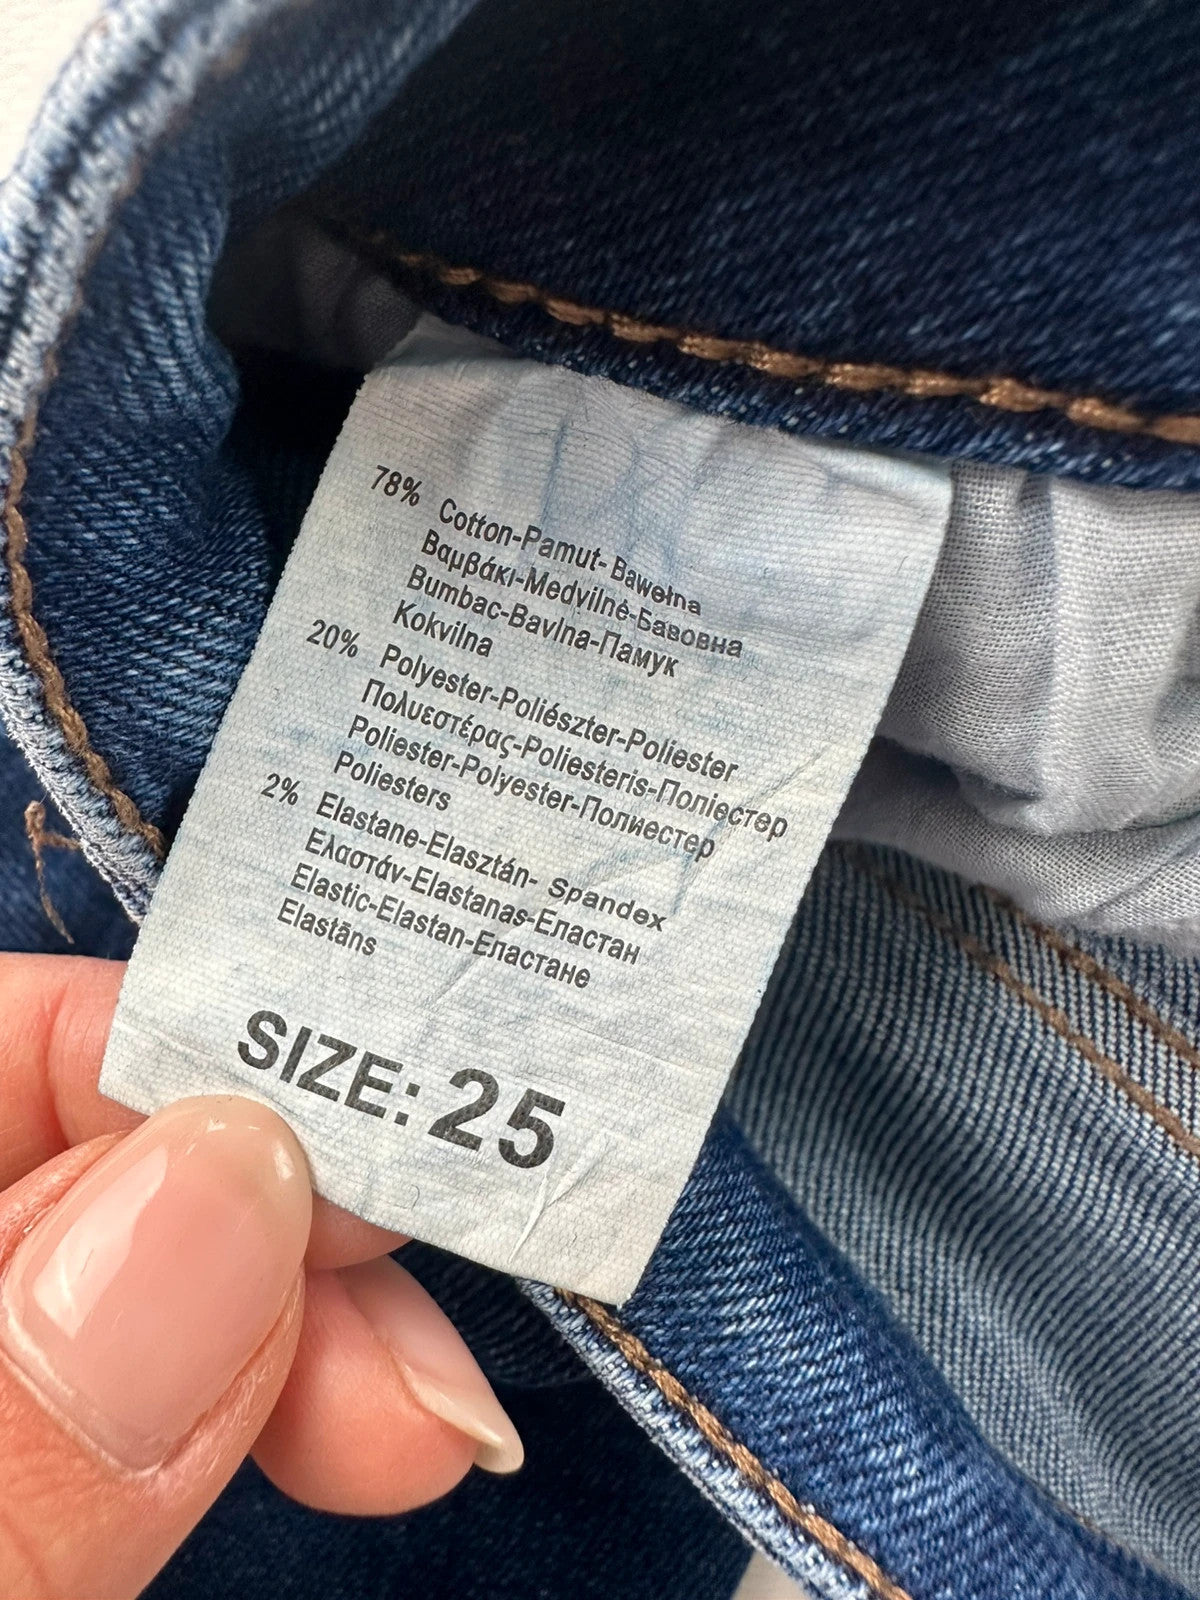 78% Cotton-Pamut- Bawełna
Βαμβάκι-Medvilnė-Бавовна
Bumbac-Bavlna-Памук
Kokvilna
20% Polyester-Poliészter-Poliester
Πολυεστέρας-Poliesteris-Поліестер
Poliester-Polyester-Полиестер
Poliesters
2% Elastane-Elasztán- Spandex
Ελαστάν-Elastanas-Еластан
Elastic-Elastan-Еластане
Elastāns
SIZE: 25